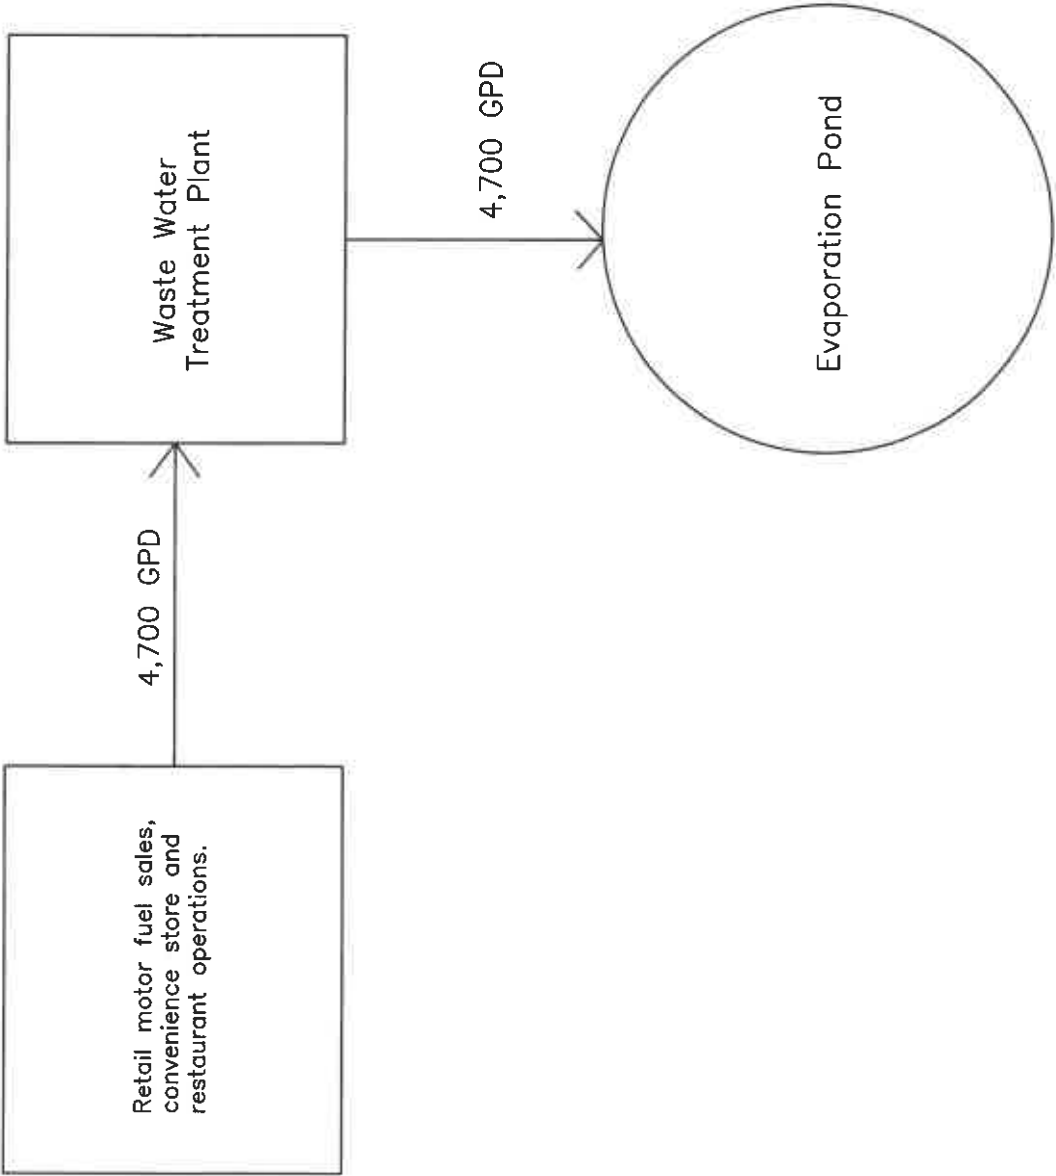 Retail motor fuel sales,
convenience store and
restaurant operations.
4,700 GPD
Waste Water
Treatment Plant
4,700 GPD
Evaporation Pond